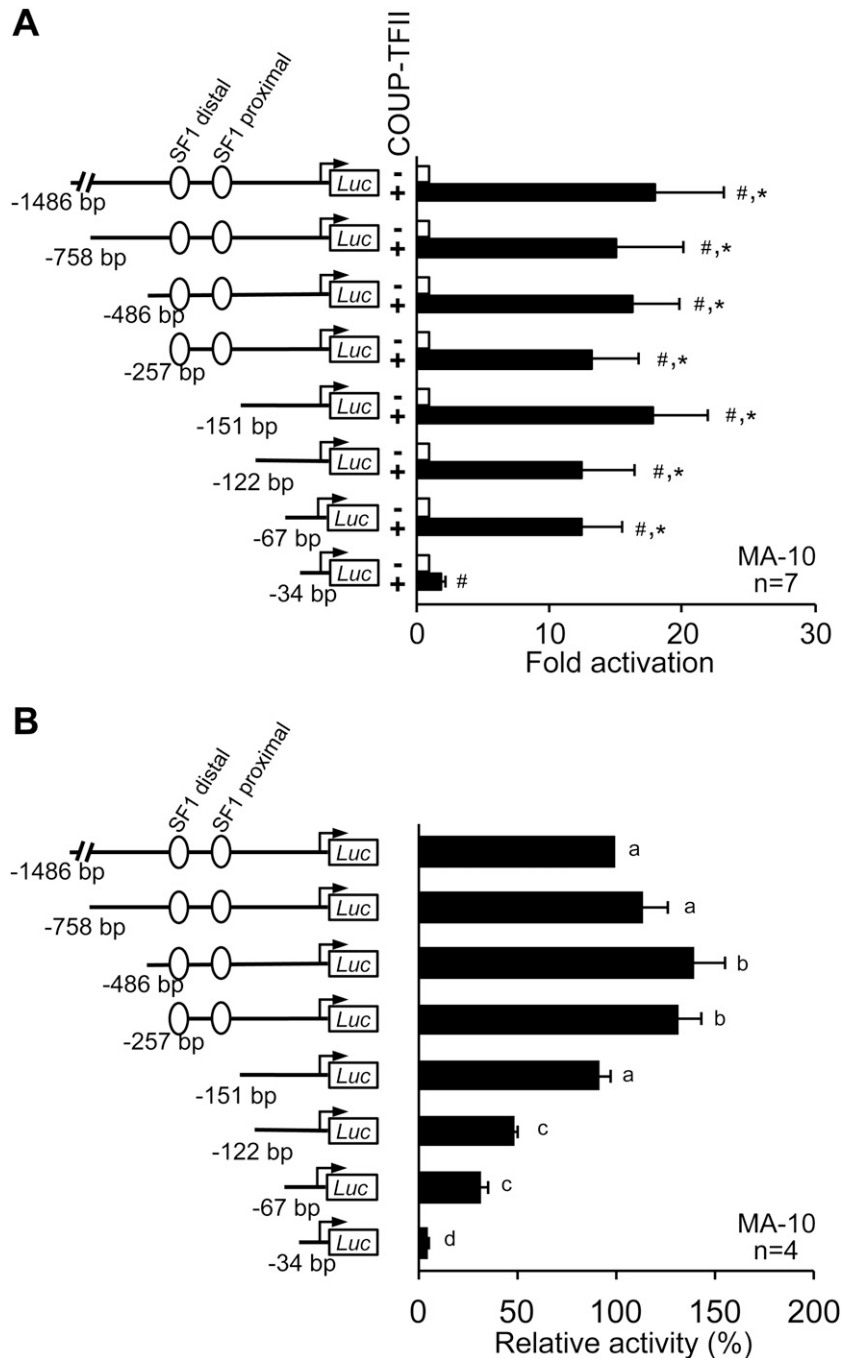 A
SF1 distal
SF1 proximal
COUP-TFII
-1486 bp
Luc
-
+
#,*
-758 bp
Luc
-
+
#,*
-486 bp
Luc
-
+
#,*
-257 bp
Luc
-
+
#,*
-151 bp
Luc
-
+
#,*
-122 bp
Luc
-
+
#,*
-67 bp
Luc
-
+
#,*
-34 bp
Luc
-
+
#
MA-10
n=7
0 10 20 30
Fold activation
B
SF1 distal
SF1 proximal
-1486 bp
Luc
a
-758 bp
Luc
a
-486 bp
Luc
b
-257 bp
Luc
b
-151 bp
Luc
a
-122 bp
Luc
c
-67 bp
Luc
c
-34 bp
Luc
d
MA-10
n=4
0 50 100 150 200
Relative activity (%)